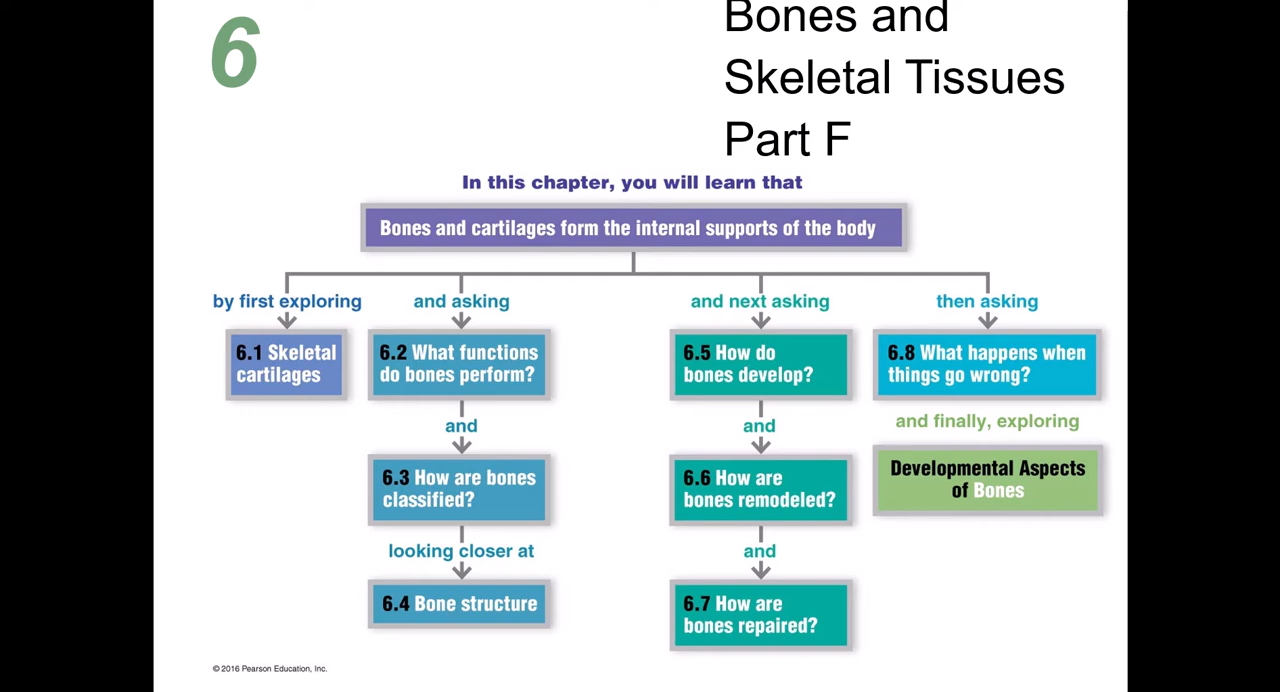 6
Bones and
Skeletal Tissues
Part F
In this chapter, you will learn that
Bones and cartilages form the internal supports of the body
by first exploring
6.1 Skeletal
cartilages
and asking
6.2 What functions
do bones perform?
and
6.3 How are bones
classified?
looking closer at
6.4 Bone structure
and next asking
6.5 How do
bones develop?
and
6.6 How are
bones remodeled?
and
6.7 How are
bones repaired?
then asking
6.8 What happens when
things go wrong?
and finally, exploring
Developmental Aspects
of Bones
© 2016 Pearson Education, Inc.